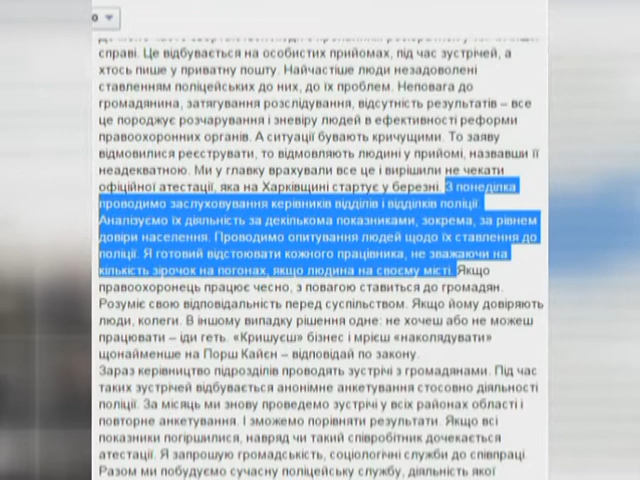 справі. Це відбувається на особистих прийомах, під час зустрічей, а
хтось пише у приватну пошту. Найчастіше люди незадоволені
ставленням поліцейських до них, до їх проблем. Неповага до
громадянина, затягування розслідування, відсутність результатів – все
це породжує розчарування і зневіру людей в ефективності реформи
правоохоронних органів. А ситуації бувають кричущими. То заяву
відмовилися реєструвати, то відмовляють людині у прийомі, назвавши її
неадекватною. Ми у главку врахували все це і вирішили не чекати
офіційної атестації, яка на Харківщині стартує у березні. З понеділка
проводимо заслуховування керівників відділів і відділків поліції.
Аналізуємо їх діяльність за декількома показниками, зокрема, за рівнем
довіри населення. Проводимо опитування людей щодо їх ставлення до
поліції. Я готовий відстоювати кожного працівника, не зважаючи на
кількість зірочок на погонах, якщо людина на своєму місті. Якщо
правоохоронець працює чесно, з повагою ставиться до громадян.
Розуміє свою відповідальність перед суспільством. Якщо йому довіряють
люди, колеги. В іншому випадку рішення одне: не хочеш або не можеш
працювати – іди геть. «Кришуєш» бізнес і мрієш «наколядувати»
щонайменше на Порш Кайєн – відповідай по закону.
Зараз керівництво підрозділів проводять зустрічі з громадянами. Під час
таких зустрічей відбувається анонімне анкетування стосовно діяльності
поліції. За місяць ми знову проведемо зустрічі у всіх районах області і
повторне анкетування. І зможемо порівняти результати. Якщо всі
показники погіршилися, навряд чи такий співробітник дочекається
атестації. Я запрошую громадськість, соціологічні служби до співпраці.
Разом ми побудуємо сучасну поліцейську службу, діяльність якої